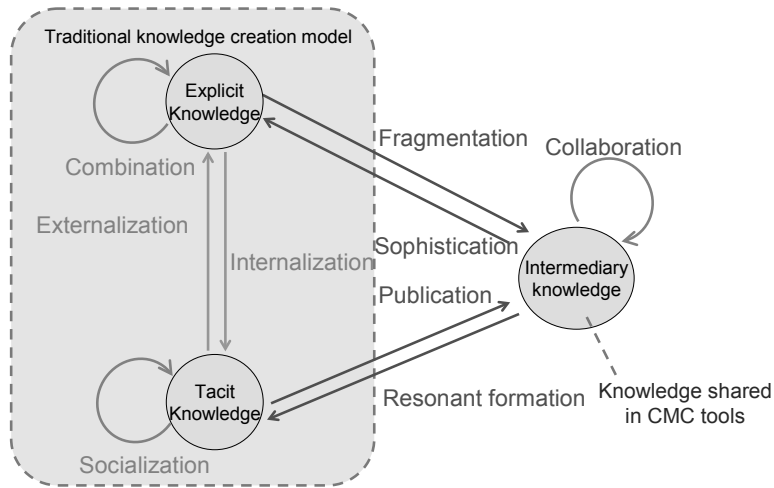 Traditional knowledge creation model
Explicit
Knowledge
Combination
Externalization
Internalization
Tacit
Knowledge
Socialization
Fragmentation
Sophistication
Publication
Resonant formation
Collaboration
Intermediary
knowledge
Knowledge shared
in CMC tools